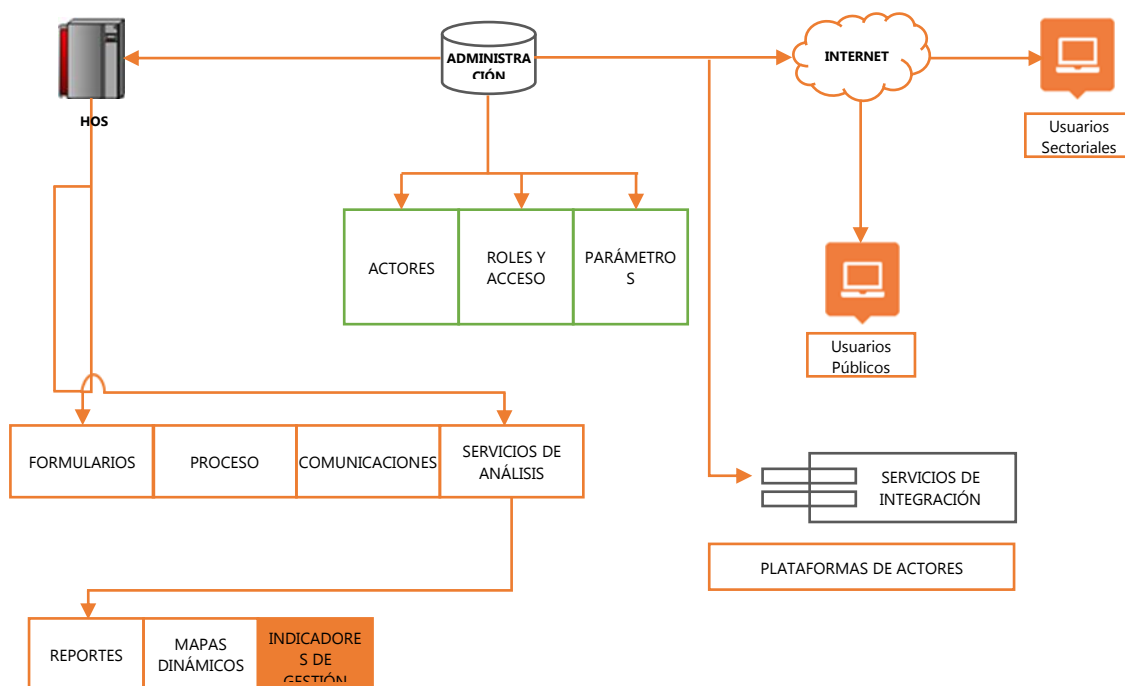 ADMINISTRA
CIÓN
INTERNET
HOS
Usuarios
Sectoriales
ACTORES
ROLES Y
ACCESO
PARÁMETRO
S
Usuarios
Públicos
FORMULARIOS
PROCESO
COMUNICACIONES
SERVICIOS DE
ANÁLISIS
SERVICIOS DE
INTEGRACIÓN
PLATAFORMAS DE ACTORES
REPORTES
MAPAS
DINÁMICOS
INDICADORE
S DE
GESTIÓN